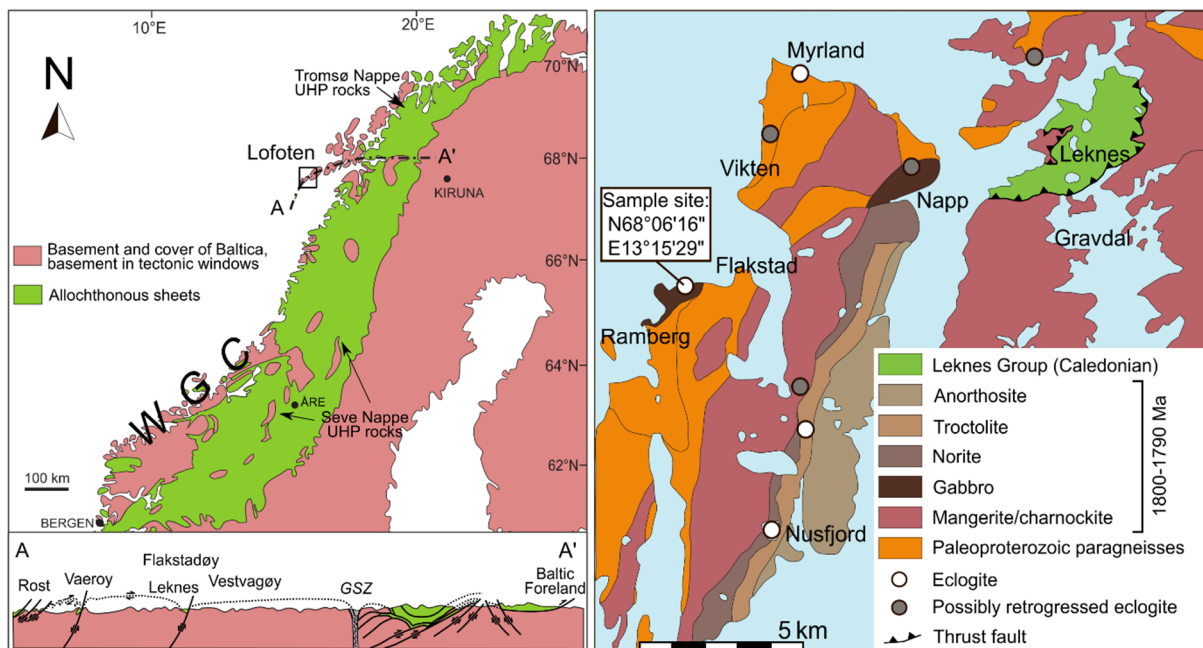 10°E
20°E
70°N
N
Tromsø Nappe
UHP rocks
Lofoten
A'
68°N
KIRUNA
A
Basement and cover of Baltica,
basement in tectonic windows
66°N
Allochthonous sheets
WGC
64°N
ÅRE
Seve Nappe
UHP rocks
100 km
62°N
BERGEN
A
A'
Flakstadøy
Rost
Vaeroy
Leknes
Vestvagøy
GSZ
Baltic
Foreland
Myrland
Vikten
Leknes
Napp
Sample site:
N68°06'16"
E13°15'29"
Gravdal
Flakstad
Ramberg
Nusfjord
5 km
Leknes Group (Caledonian)
Anorthosite
Troctolite
Norite
Gabbro
Mangerite/charnockite
1800-1790 Ma
Paleoproterozoic paragneisses
Eclogite
Possibly retrogressed eclogite
Thrust fault